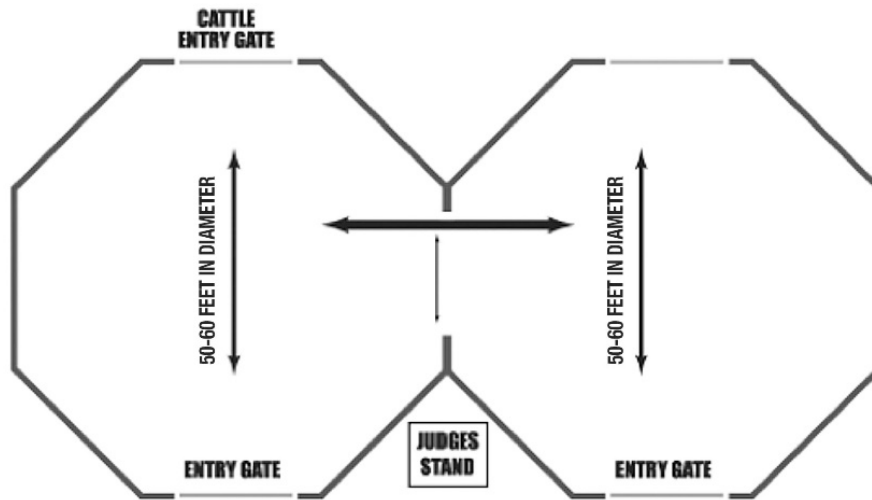 CATTLE
ENTRY GATE
50-60 FEET IN DIAMETER
50-60 FEET IN DIAMETER
ENTRY GATE
JUDGES
STAND
ENTRY GATE